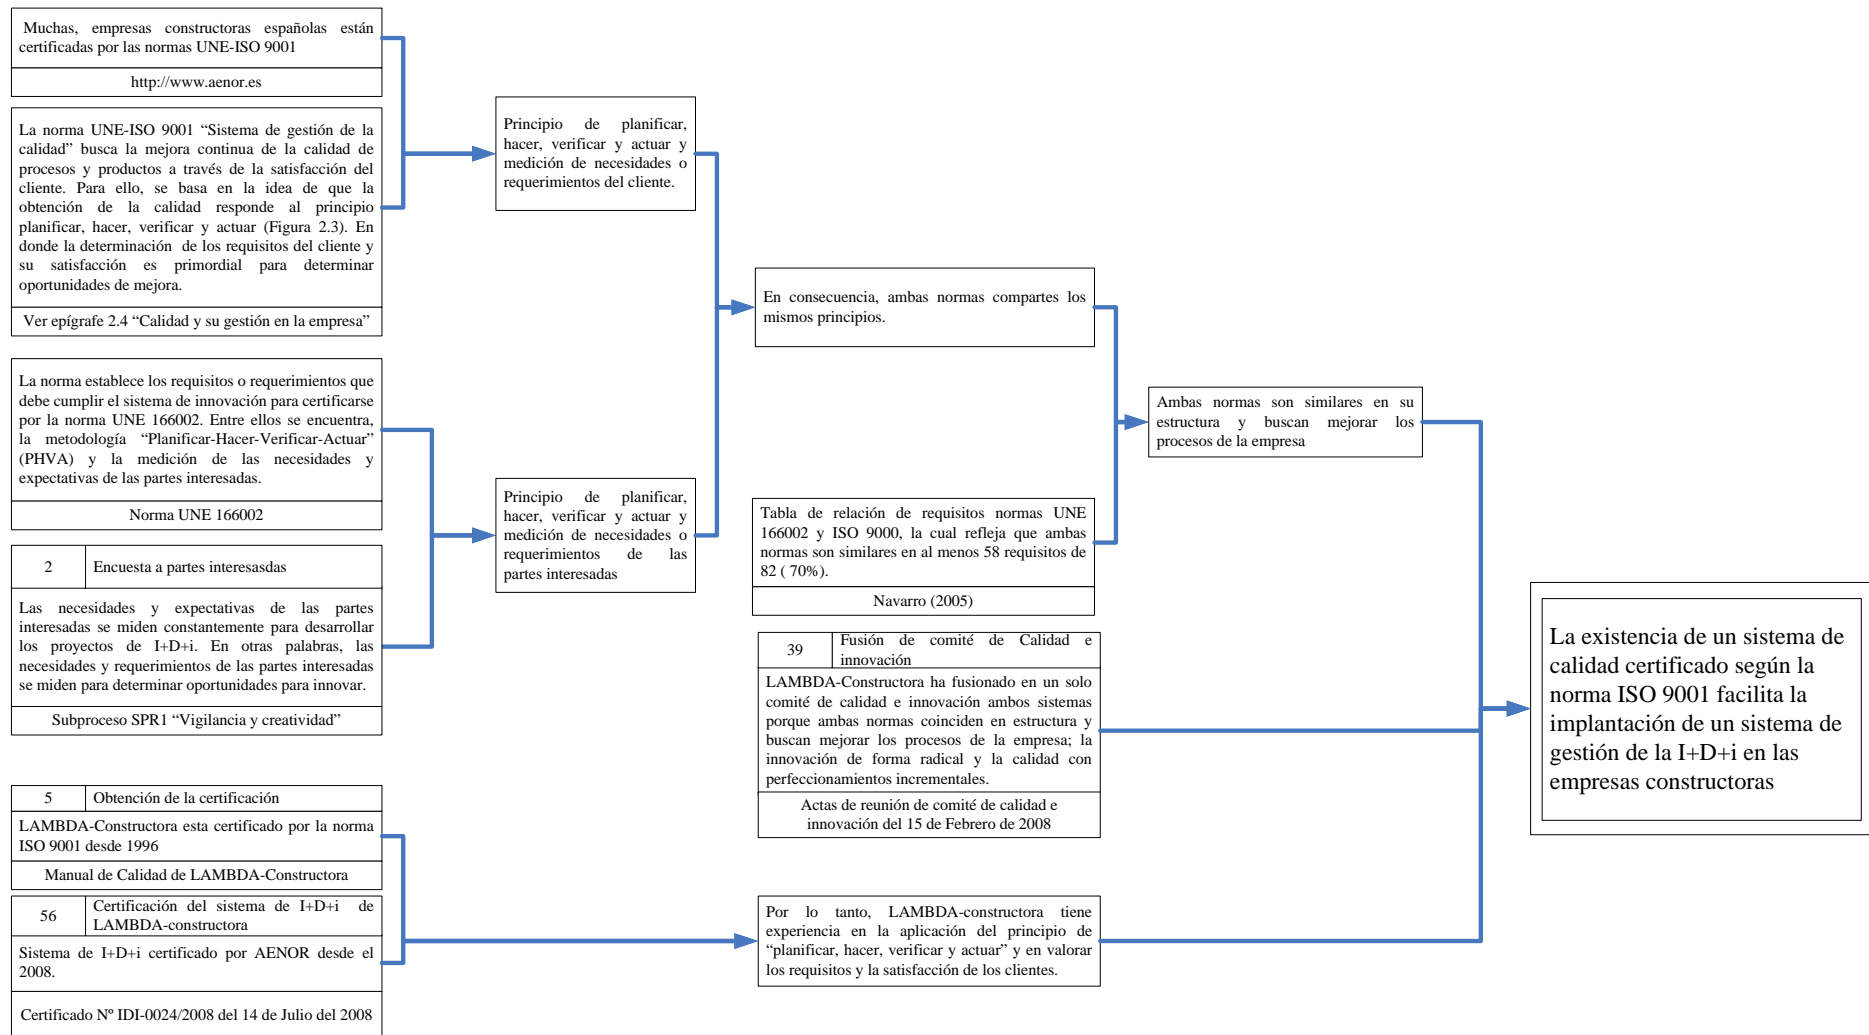 Muchas, empresas constructoras españolas están
certificadas por las normas UNE-ISO 9001
http://www.aenor.es
La norma UNE-ISO 9001 “Sistema de gestión de la
calidad” busca la mejora continua de la calidad de
procesos y productos a través de la satisfacción del
cliente. Para ello, se basa en la idea de que la
obtención de la calidad responde al principio
planificar, hacer, verificar y actuar (Figura 2.3). En
donde la determinación de los requisitos del cliente y
su satisfacción es primordial para determinar
oportunidades de mejora.
Ver epígrafe 2.4 “Calidad y su gestión en la empresa”
La norma establece los requisitos o requerimientos que
debe cumplir el sistema de innovación para certificarse
por la norma UNE 166002. Entre ellos se encuentra,
la metodología “Planificar-Hacer-Verificar-Actuar”
(PHVA) y la medición de las necesidades y
expectativas de las partes interesadas.
Norma UNE 166002
2 Encuesta a partes interesasdas
Las necesidades y expectativas de las partes
interesadas se miden constantemente para desarrollar
los proyectos de I+D+i. En otras palabras, las
necesidades y requerimientos de las partes interesadas
se miden para determinar oportunidades para innovar.
Subproceso SPR1 “Vigilancia y creatividad”
5 Obtención de la certificación
LAMBDA-Constructora esta certificado por la norma
ISO 9001 desde 1996
Manual de Calidad de LAMBDA-Constructora
56 Certificación del sistema de I+D+i de
LAMBDA-constructora
Sistema de I+D+i certificado por AENOR desde el
2008.
Certificado Nº IDI-0024/2008 del 14 de Julio del 2008
Principio de planificar,
hacer, verificar y actuar y
medición de necesidades o
requerimientos del cliente.
Principio de planificar,
hacer, verificar y actuar y
medición de necesidades o
requerimientos de las
partes interesadas
En consecuencia, ambas normas compartes los
mismos principios.
Tabla de relación de requisitos normas UNE
166002 y ISO 9000, la cual refleja que ambas
normas son similares en al menos 58 requisitos de
82 ( 70%).
Navarro (2005)
39 Fusión de comité de Calidad e
innovación
LAMBDA-Constructora ha fusionado en un solo
comité de calidad e innovación ambos sistemas
porque ambas normas coinciden en estructura y
buscan mejorar los procesos de la empresa; la
innovación de forma radical y la calidad con
perfeccionamientos incrementales.
Actas de reunión de comité de calidad e
innovación del 15 de Febrero de 2008
Por lo tanto, LAMBDA-constructora tiene
experiencia en la aplicación del principio de
“planificar, hacer, verificar y actuar” y en valorar
los requisitos y la satisfacción de los clientes.
Ambas normas son similares en su
estructura y buscan mejorar los
procesos de la empresa
La existencia de un sistema de
calidad certificado según la
norma ISO 9001 facilita la
implantación de un sistema de
gestión de la I+D+i en las
empresas constructoras